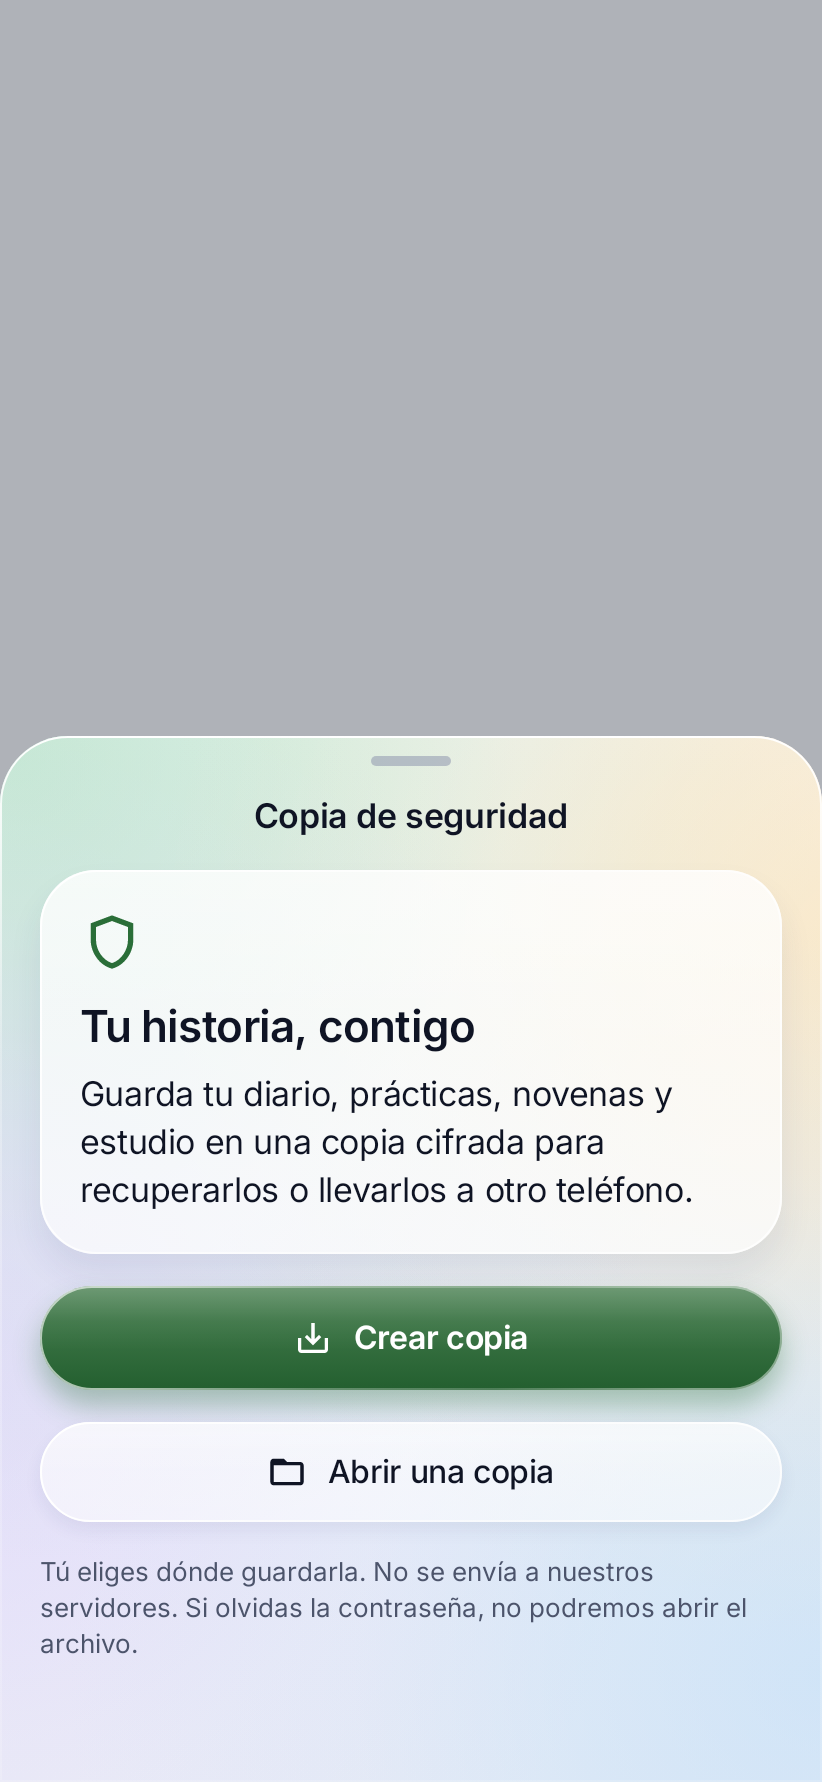 Copia de seguridad
Tu historia, contigo
Guarda tu diario, prácticas, novenas y
estudio en una copia cifrada para
recuperarlos o llevarlos a otro teléfono.
Crear copia
Abrir una copia
Tú eliges dónde guardarla. No se envía a nuestros
servidores. Si olvidas la contraseña, no podremos abrir el
archivo.